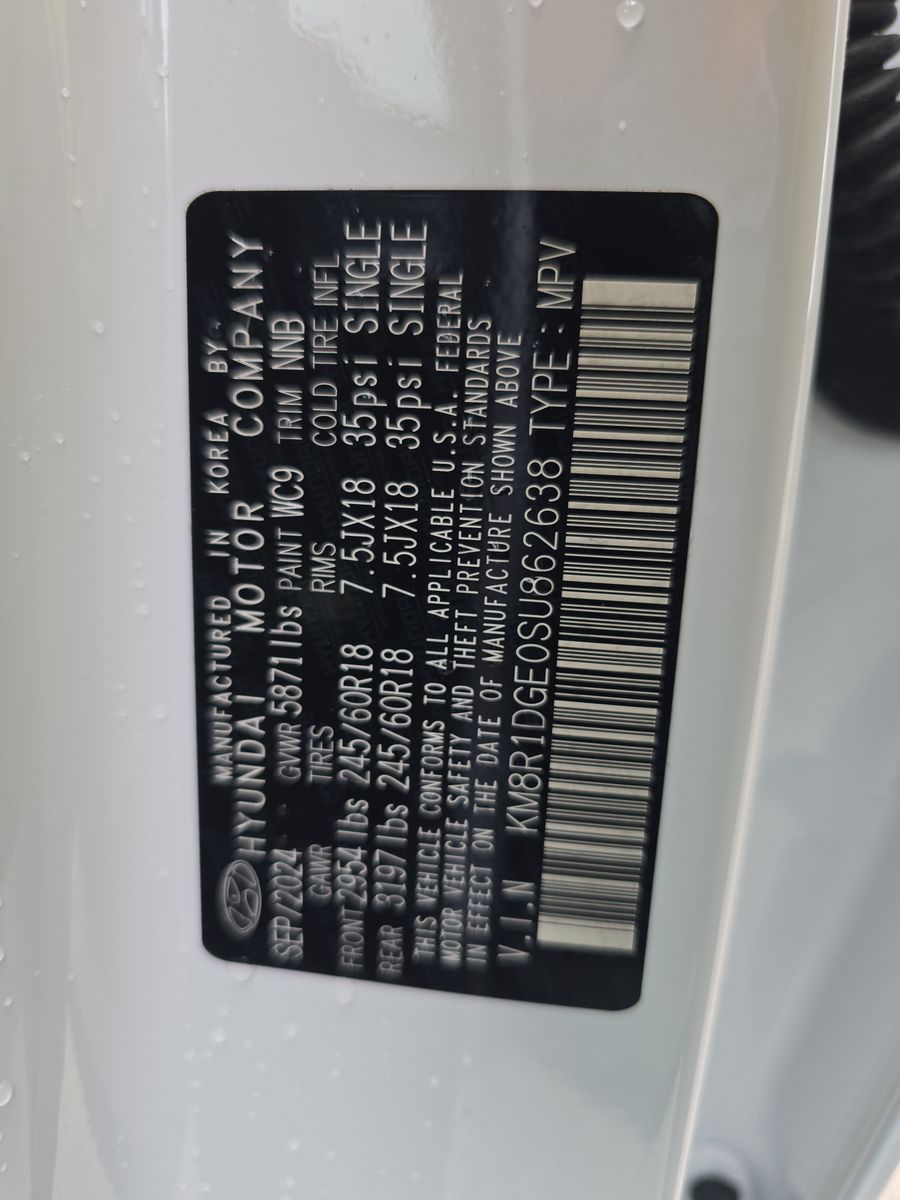 MANUFACTURED IN KOREA BY
HYUNDAI MOTOR COMPANY
SEP/2024 GVWR 5871lbs PAINT WC9 TRIM NNB
GAWR TIRES RIMS COLD TIRE INFL
FRONT 2954lbs 245/60R18 7.5JX18 35psi SINGLE
REAR 3197lbs 245/60R18 7.5JX18 35psi SINGLE
THIS VEHICLE CONFORMS TO ALL APPLICABLE U.S.A. FEDERAL
MOTOR VEHICLE SAFETY AND THEFT PREVENTION STANDARDS
IN EFFECT ON THE DATE OF MANUFACTURE SHOWN ABOVE
V.I.N KM8R1DGE0SU862638 TYPE : MPV